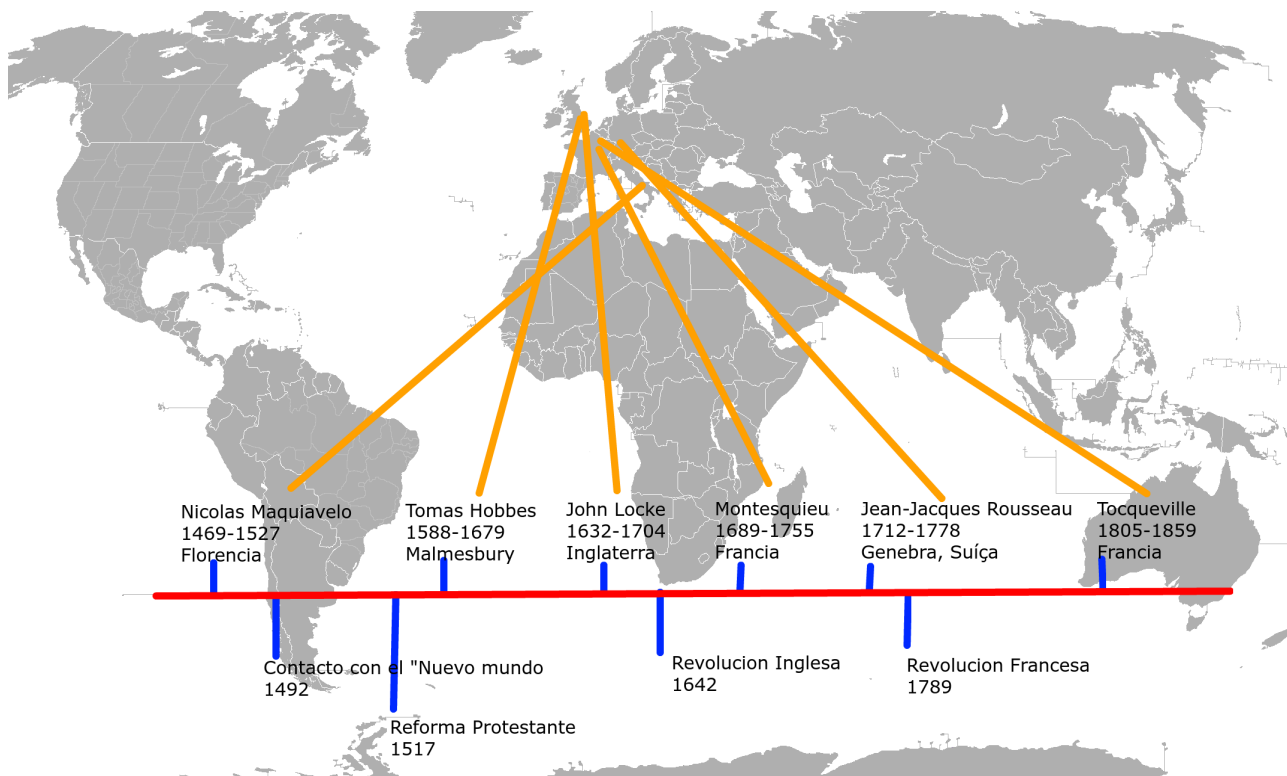 Nicolas Maquiavelo
1469-1527
Florencia
Tomas Hobbes
1588-1679
Malmesbury
John Locke
1632-1704
Inglaterra
Montesquieu
1689-1755
Francia
Jean-Jacques Rousseau
1712-1778
Genebra, Suíça
Tocqueville
1805-1859
Francia
Contacto con el "Nuevo mundo
1492
Reforma Protestante
1517
Revolucion Inglesa
1642
Revolucion Francesa
1789